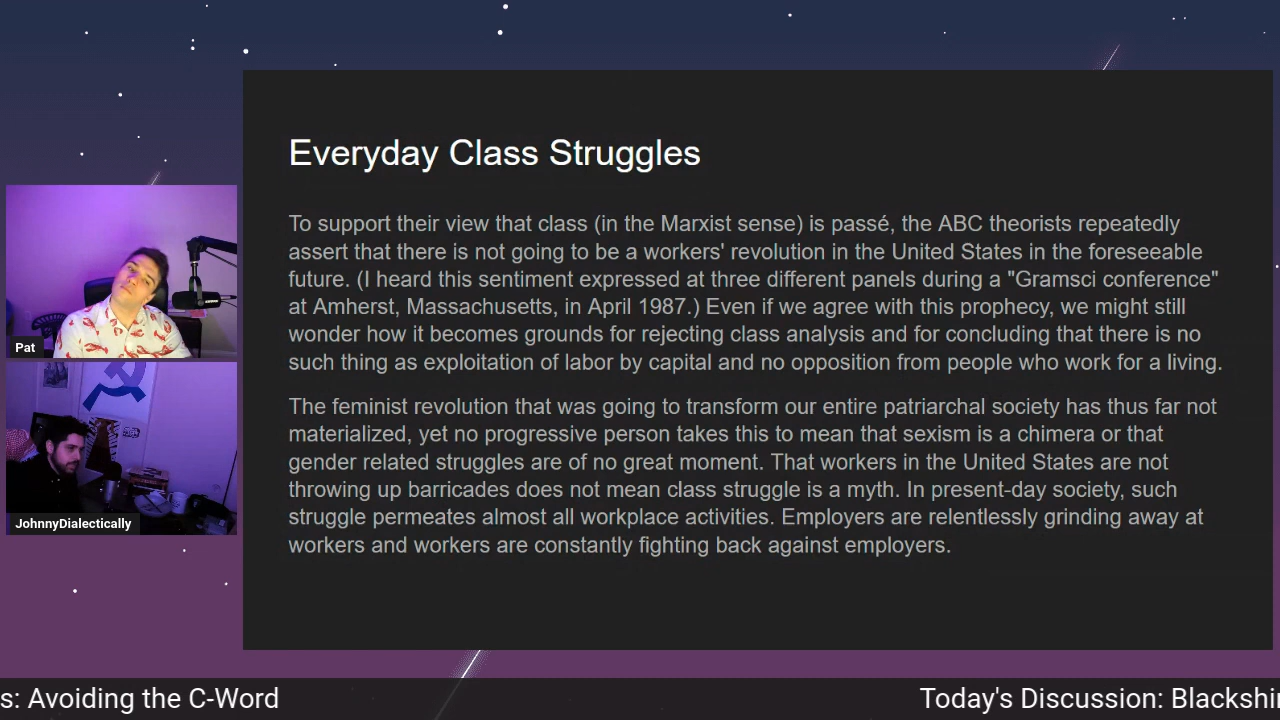 Everyday Class Struggles
To support their view that class (in the Marxist sense) is passé, the ABC theorists repeatedly
assert that there is not going to be a workers' revolution in the United States in the foreseeable
future. (I heard this sentiment expressed at three different panels during a "Gramsci conference"
at Amherst, Massachusetts, in April 1987.) Even if we agree with this prophecy, we might still
wonder how it becomes grounds for rejecting class analysis and for concluding that there is no
such thing as exploitation of labor by capital and no opposition from people who work for a living.
The feminist revolution that was going to transform our entire patriarchal society has thus far not
materialized, yet no progressive person takes this to mean that sexism is a chimera or that
gender related struggles are of no great moment. That workers in the United States are not
throwing up barricades does not mean class struggle is a myth. In present-day society, such
struggle permeates almost all workplace activities. Employers are relentlessly grinding away at
workers and workers are constantly fighting back against employers.
Pat
JohnnyDialectically
s: Avoiding the C-Word
Today's Discussion: Blackshi